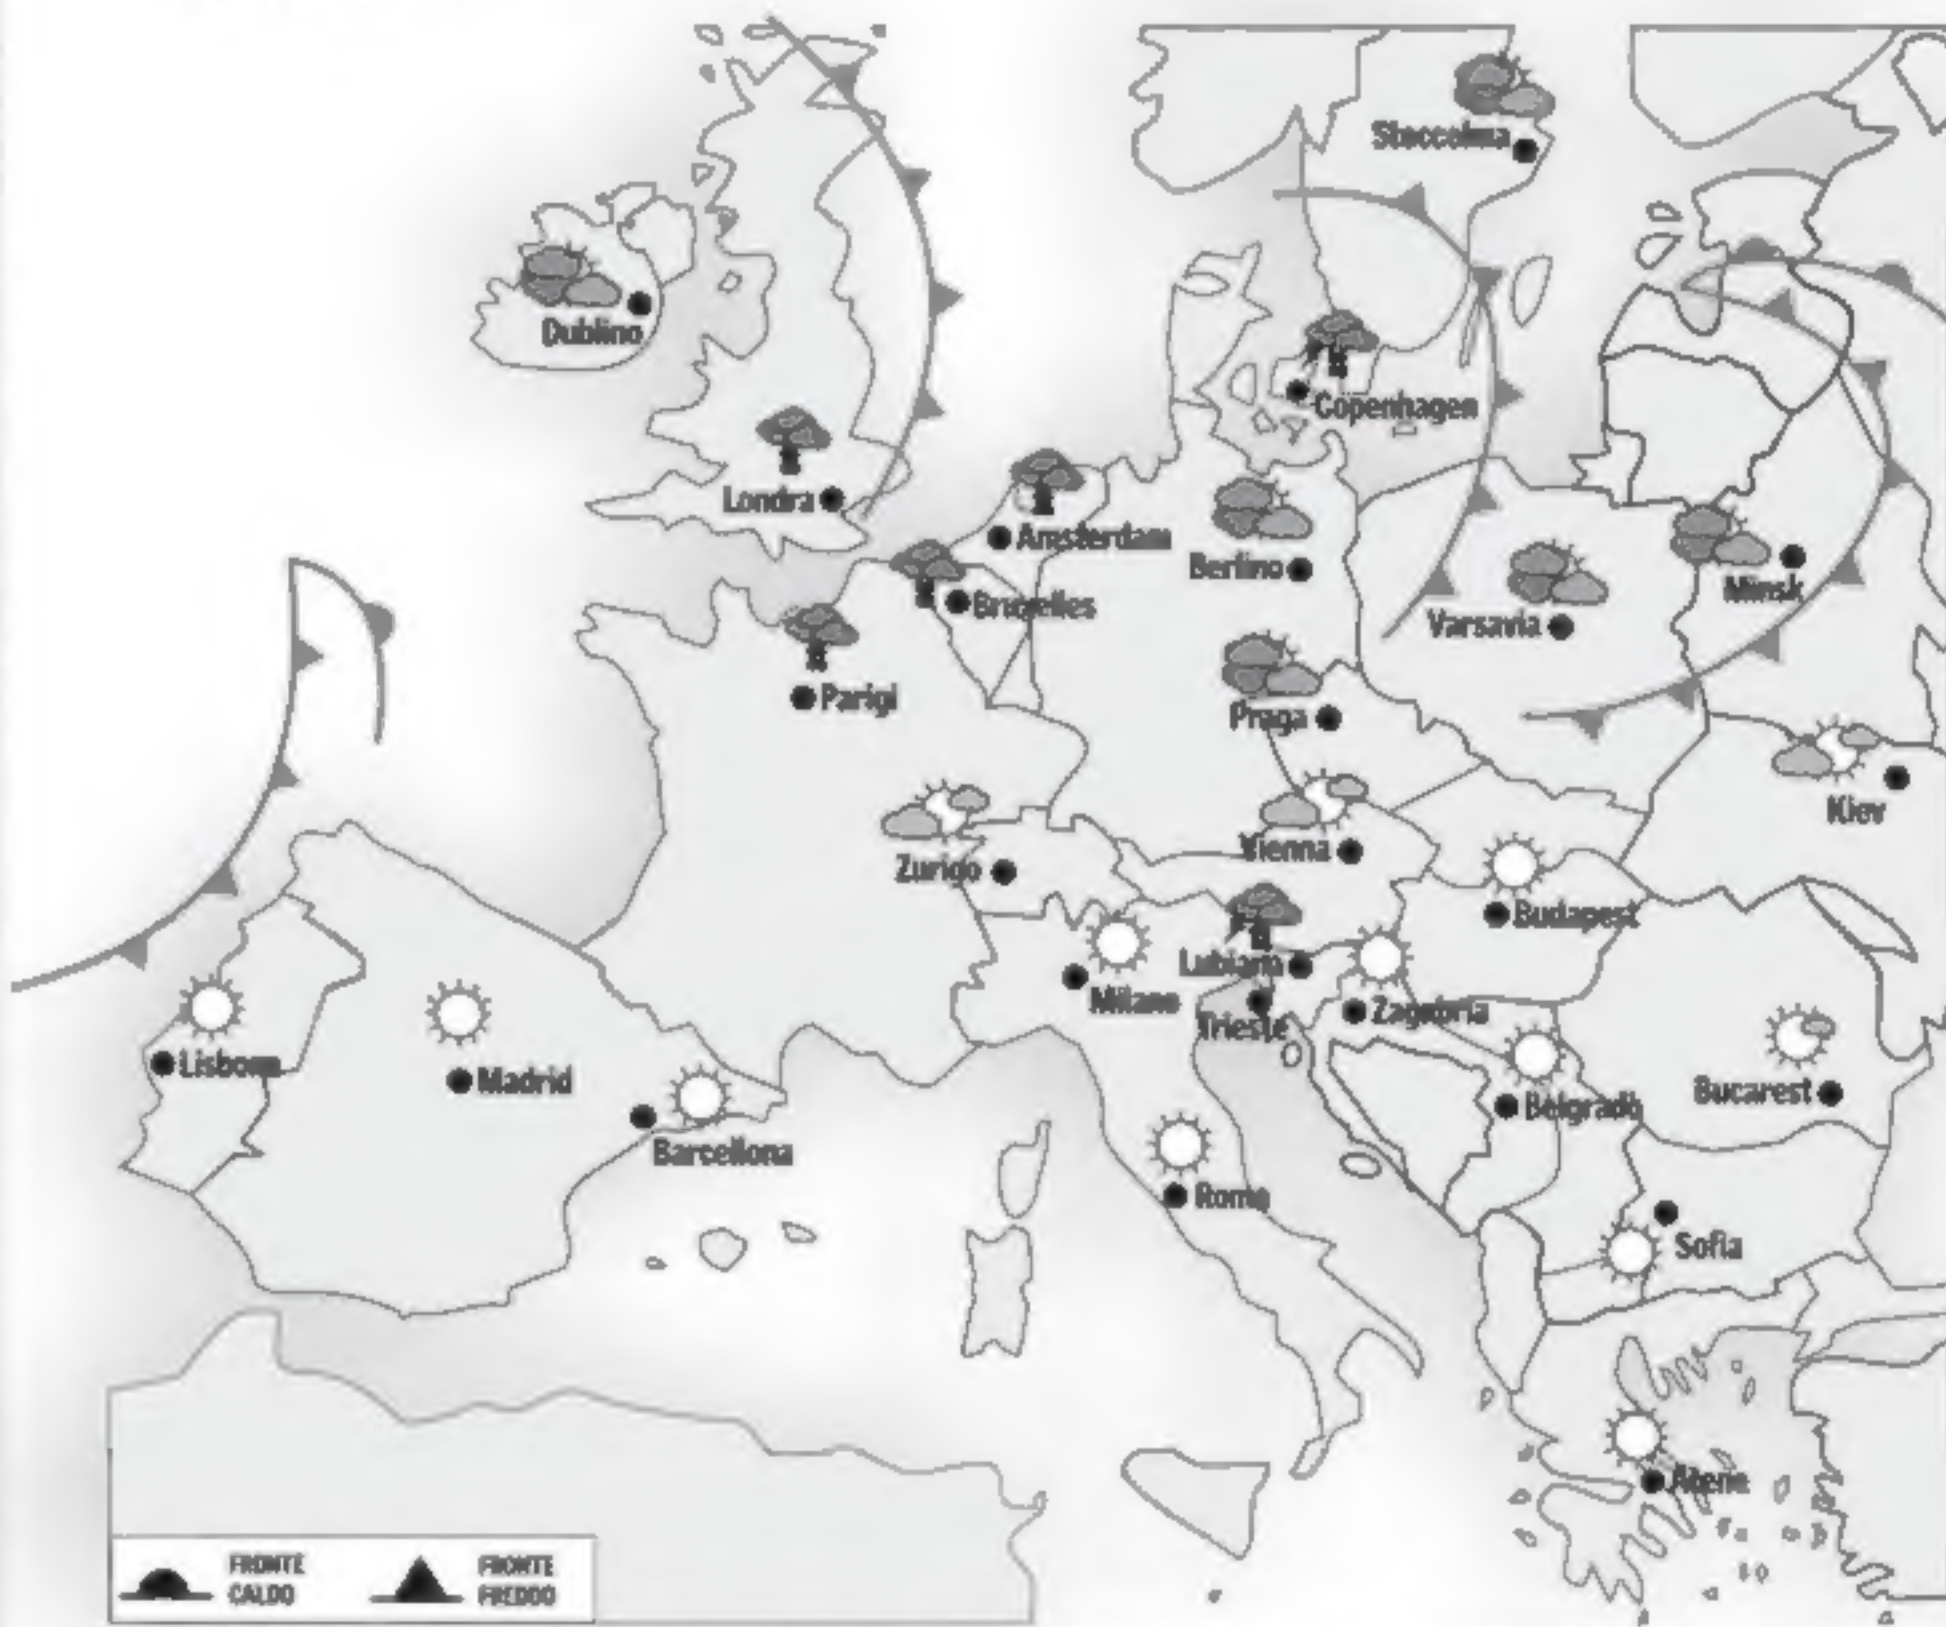 Stoccolma
Dublino
Copenhagen
Londra
Amsterdam
Berlino
Minsk
Bruxelles
Varsavia
Parigi
Praga
Kiev
Vienna
Zurigo
Budapest
Lubiana
Milano
Zagabria
Trieste
Lisbona
Madrid
Bucarest
Belgrado
Barcellona
Roma
Sofia
Atene
FRONTE
CALDO
FRONTE
FREDDO